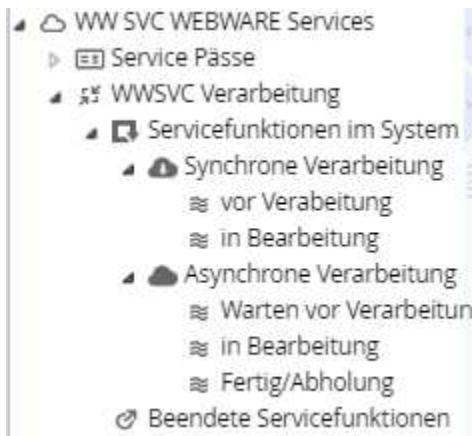 WW SVC WEBWARE Services
Service Pässe
WWSVC Verarbeitung
Servicefunktionen im System
Synchrone Verarbeitung
vor Verabeitung
in Bearbeitung
Asynchrone Verarbeitung
Warten vor Verarbeitun
in Bearbeitung
Fertig/Abholung
Beendete Servicefunktionen